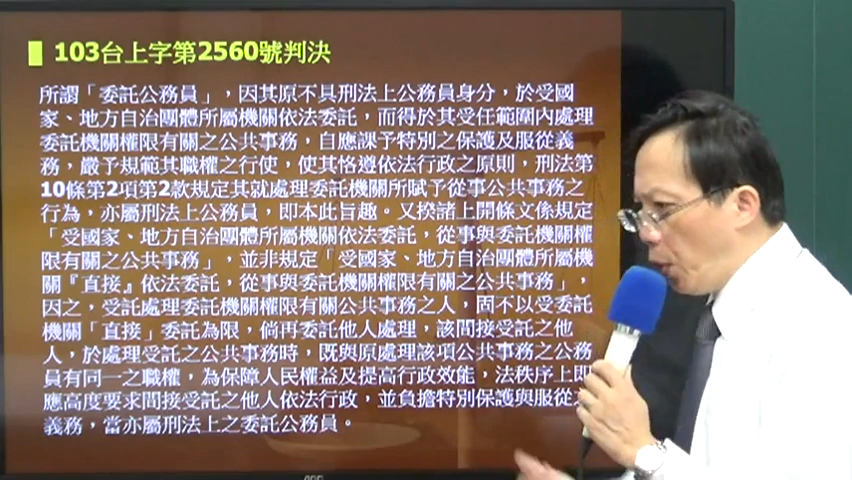 103台上字第2560號判決
所謂「委託公務員」，因其原不具刑法上公務員身分，於受國
家、地方自治團體所屬機關依法委託，而得於其受任範圍內處理
委託機關權限有關之公共事務，自應課予特別之保護及服從義
務，嚴予規範其職權之行使，使其恪遵依法行政之原則，刑法第
10條第2項第2款規定其就處理委託機關所賦予從事公共事務之
行為，亦屬刑法上公務員，即本此旨趣。又揆諸上開條文係規定
「受國家、地方自治團體所屬機關依法委託，從事與委託機關權
限有關之公共事務」，並非規定「受國家、地方自治團體所屬機
關『直接』依法委託，從事與委託機關權限有關之公共事務」，
因之，受託處理委託機關權限有關公共事務之人，固不以受委託
機關「直接」委託為限，倘再委託他人處理，該間接受託之他
人，於處理受託之公共事務時，既與原處理該項公共事務之公務
員有同一之職權，為保障人民權益及提高行政效能，法秩序上即
應高度要求間接受託之他人依法行政，並負擔特別保護與服從之
義務，當亦屬刑法上之委託公務員。